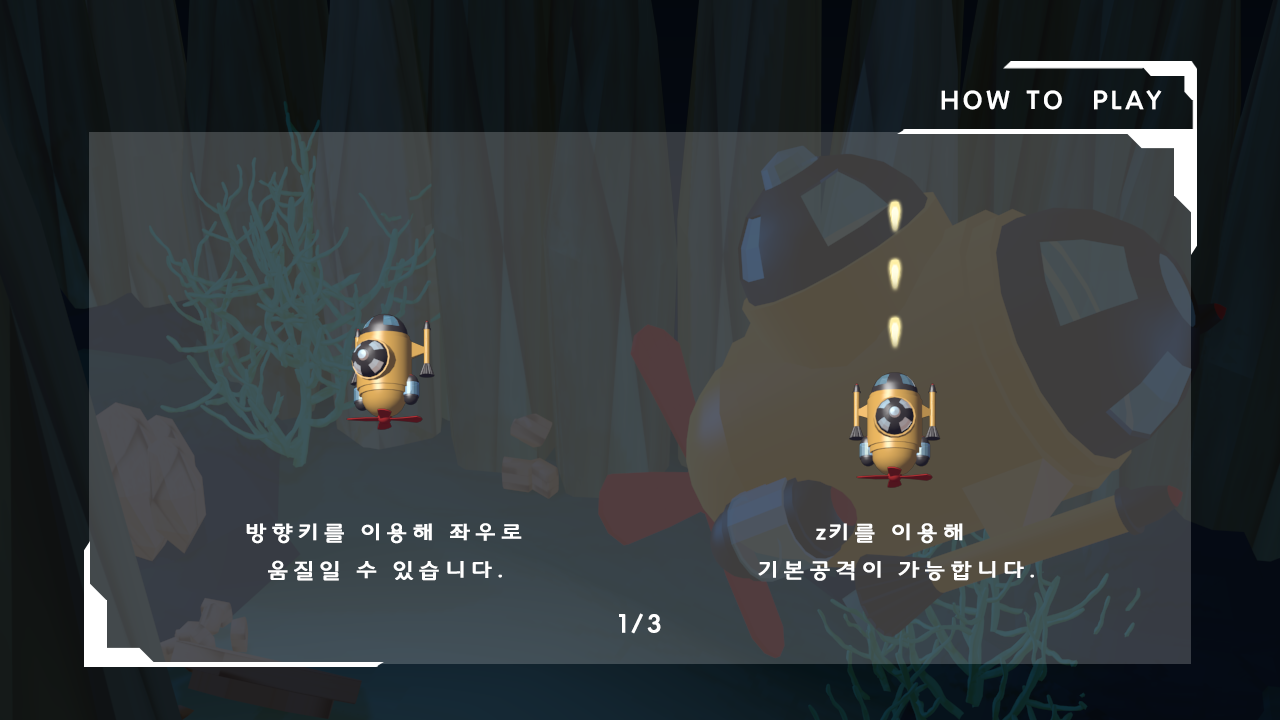 HOW TO PLAY
방향키를 이용해 좌우로
움질일 수 있습니다.
z키를 이용해
기본공격이 가능합니다.
1/3